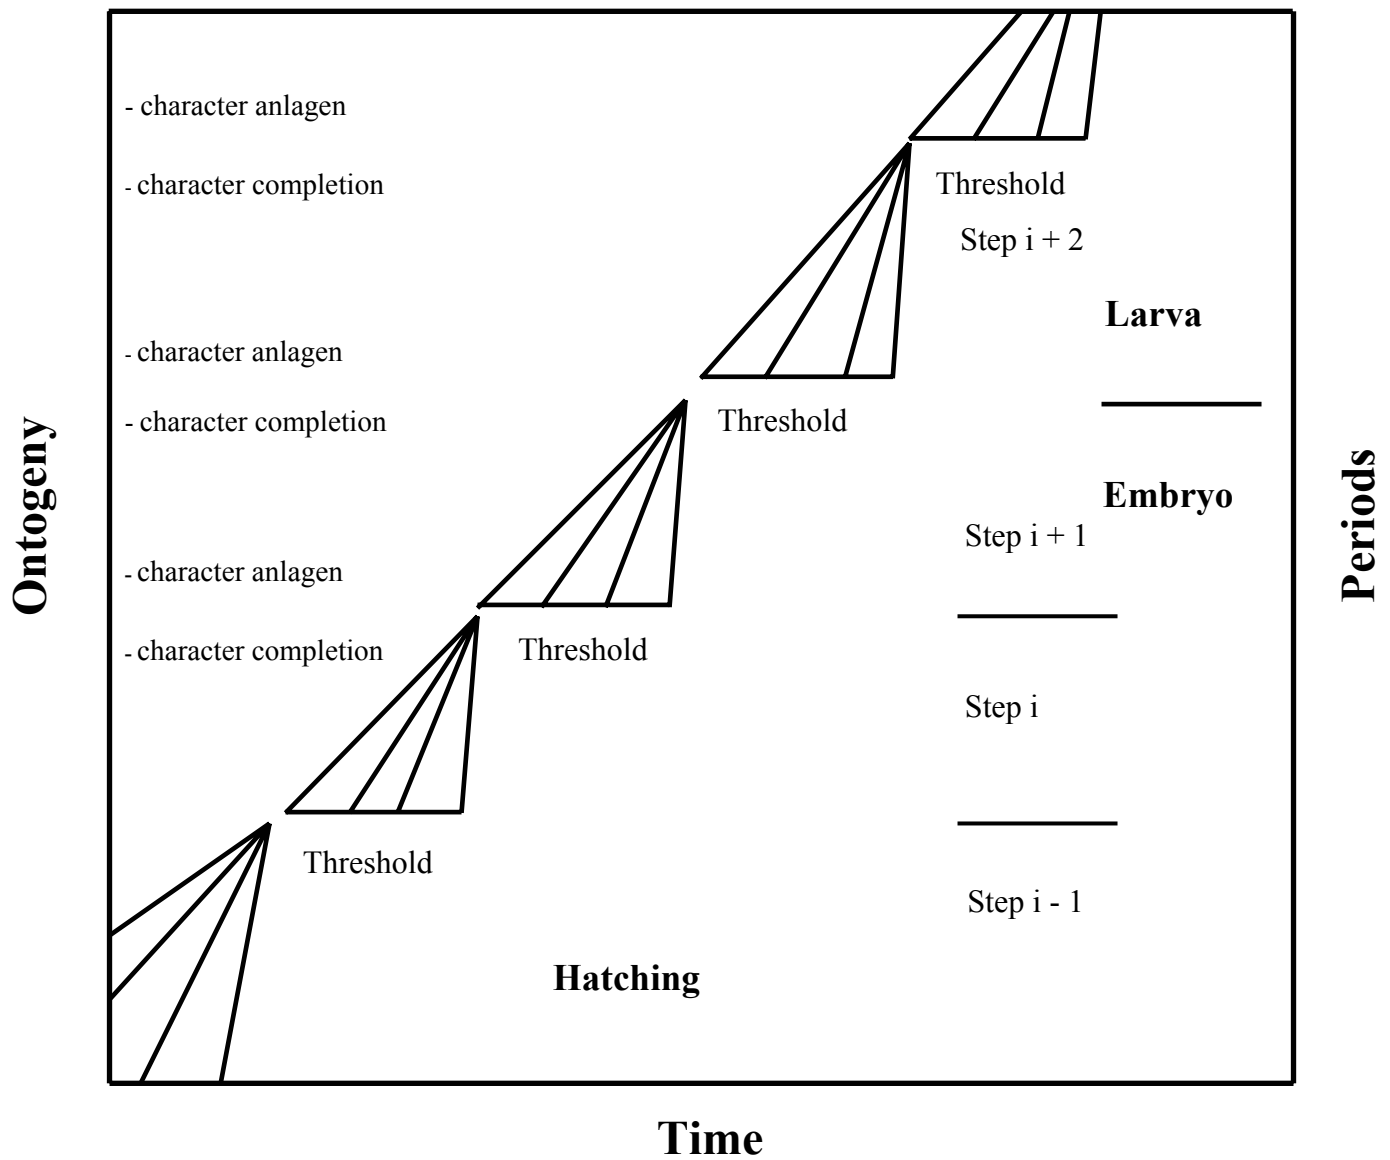 - character anlagen
- character completion
Threshold
Step i + 2
Larva
- character anlagen
- character completion
Threshold
Embryo
Step i + 1
- character anlagen
- character completion
Threshold
Step i
Threshold
Step i - 1
Hatching
Ontogeny
Periods
Time